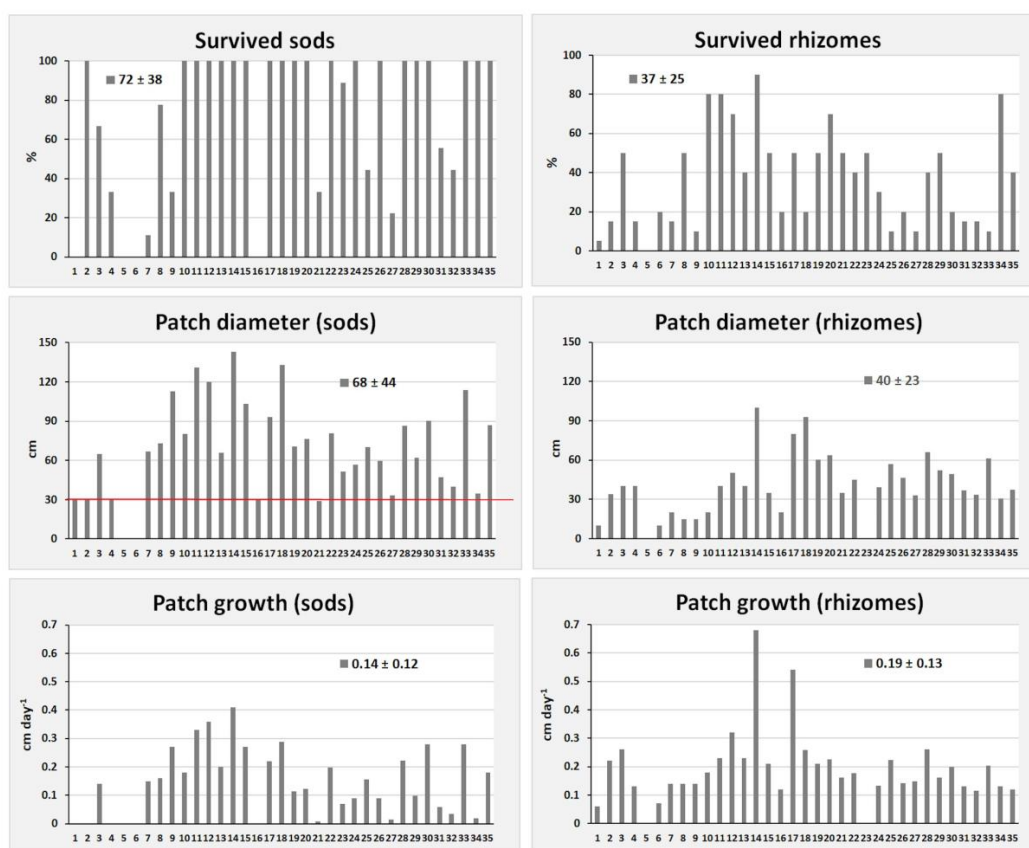 Survived sods
100
80
60
40
20
0
%
72 ± 38
1 2 3 4 5 6 7 8 9 10 11 12 13 14 15 16 17 18 19 20 21 22 23 24 25 26 27 28 29 30 31 32 33 34 35
Survived rhizomes
100
80
60
40
20
0
%
37 ± 25
1 2 3 4 5 6 7 8 9 10 11 12 13 14 15 16 17 18 19 20 21 22 23 24 25 26 27 28 29 30 31 32 33 34 35
Patch diameter (sods)
150
120
90
60
30
0
cm
68 ± 44
1 2 3 4 5 6 7 8 9 10 11 12 13 14 15 16 17 18 19 20 21 22 23 24 25 26 27 28 29 30 31 32 33 34 35
Patch diameter (rhizomes)
150
120
90
60
30
0
cm
40 ± 23
1 2 3 4 5 6 7 8 9 10 11 12 13 14 15 16 17 18 19 20 21 22 23 24 25 26 27 28 29 30 31 32 33 34 35
Patch growth (sods)
0.7
0.6
0.5
0.4
0.3
0.2
0.1
0
cm day⁻¹
0.14 ± 0.12
1 2 3 4 5 6 7 8 9 10 11 12 13 14 15 16 17 18 19 20 21 22 23 24 25 26 27 28 29 30 31 32 33 34 35
Patch growth (rhizomes)
0.7
0.6
0.5
0.4
0.3
0.2
0.1
0
cm day⁻¹
0.19 ± 0.13
1 2 3 4 5 6 7 8 9 10 11 12 13 14 15 16 17 18 19 20 21 22 23 24 25 26 27 28 29 30 31 32 33 34 35